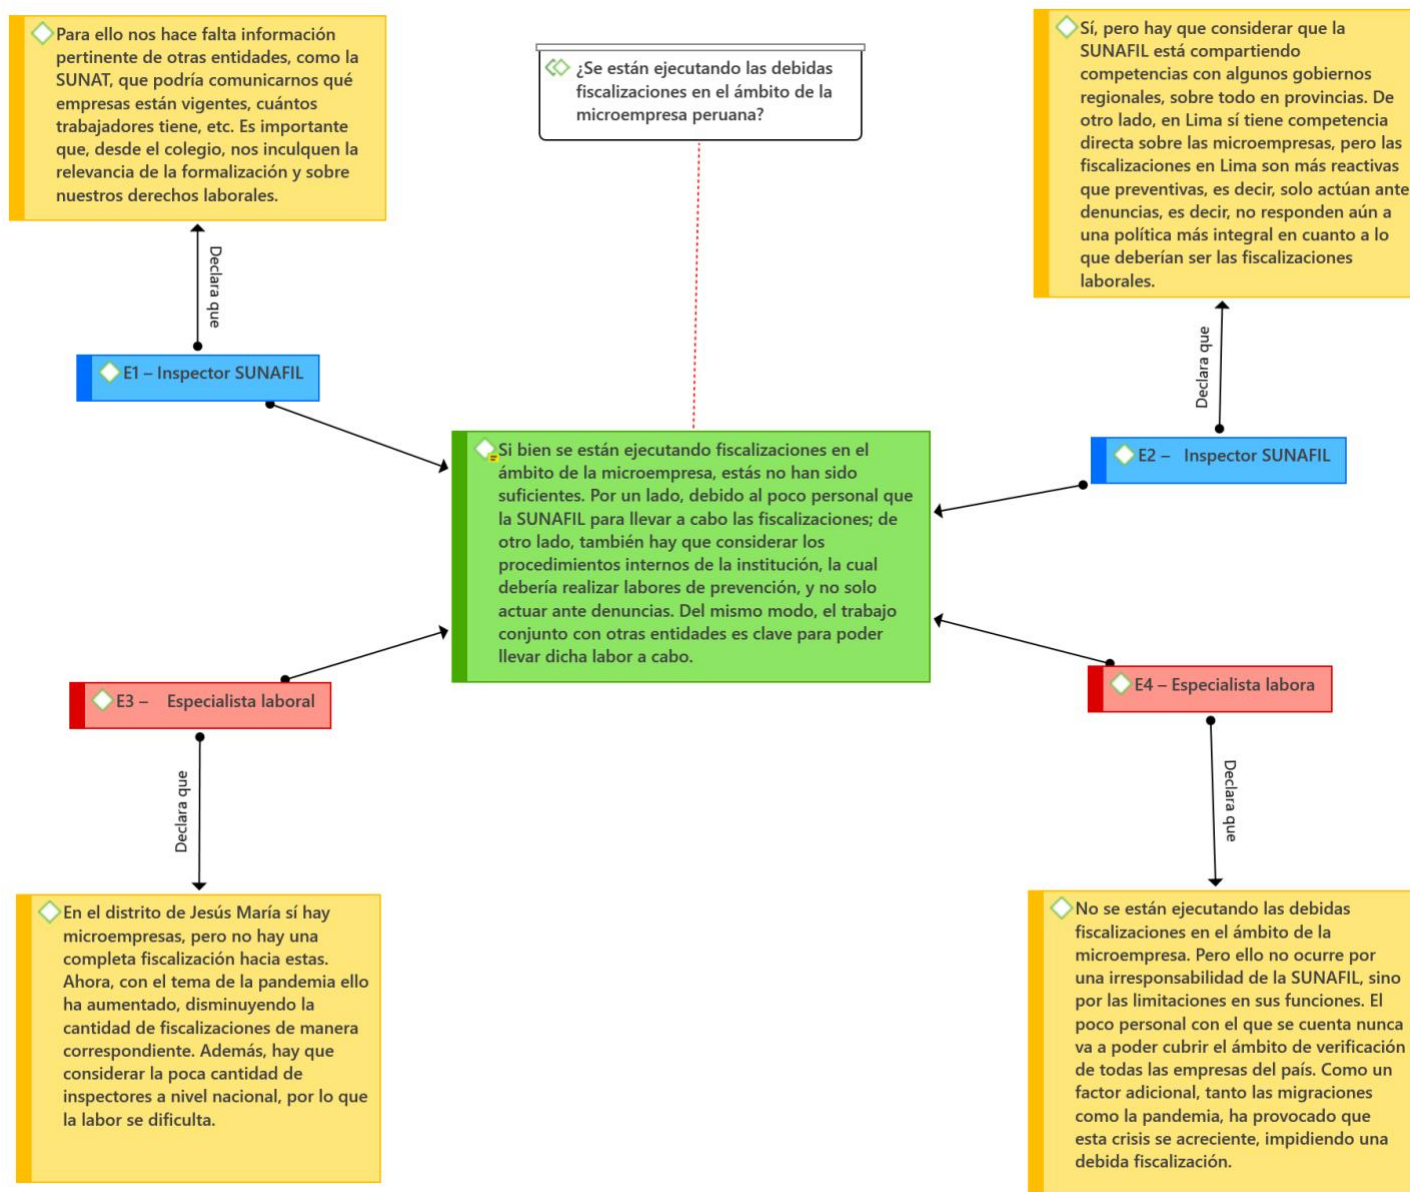 Para ello nos hace falta información
pertinente de otras entidades, como la
SUNAT, que podría comunicarnos qué
empresas están vigentes, cuántos
trabajadores tiene, etc. Es importante
que, desde el colegio, nos inculquen la
relevancia de la formalización y sobre
nuestros derechos laborales.
¿Se están ejecutando las debidas
fiscalizaciones en el ámbito de la
microempresa peruana?
Sí, pero hay que considerar que la
SUNAFIL está compartiendo
competencias con algunos gobiernos
regionales, sobre todo en provincias. De
otro lado, en Lima sí tiene competencia
directa sobre las microempresas, pero las
fiscalizaciones en Lima son más reactivas
que preventivas, es decir, solo actúan ante
denuncias, es decir, no responden aún a
una política más integral en cuanto a lo
que deberían ser las fiscalizaciones
laborales.
Declara que
Declara que
E1 – Inspector SUNAFIL
E2 – Inspector SUNAFIL
Si bien se están ejecutando fiscalizaciones en el
ámbito de la microempresa, estás no han sido
suficientes. Por un lado, debido al poco personal que
la SUNAFIL para llevar a cabo las fiscalizaciones; de
otro lado, también hay que considerar los
procedimientos internos de la institución, la cual
debería realizar labores de prevención, y no solo
actuar ante denuncias. Del mismo modo, el trabajo
conjunto con otras entidades es clave para poder
llevar dicha labor a cabo.
E3 – Especialista laboral
E4 – Especialista labora
Declara que
Declara que
En el distrito de Jesús María sí hay
microempresas, pero no hay una
completa fiscalización hacia estas.
Ahora, con el tema de la pandemia ello
ha aumentado, disminuyendo la
cantidad de fiscalizaciones de manera
correspondiente. Además, hay que
considerar la poca cantidad de
inspectores a nivel nacional, por lo que
la labor se dificulta.
No se están ejecutando las debidas
fiscalizaciones en el ámbito de la
microempresa. Pero ello no ocurre por
una irresponsabilidad de la SUNAFIL, sino
por las limitaciones en sus funciones. El
poco personal con el que se cuenta nunca
va a poder cubrir el ámbito de verificación
de todas las empresas del país. Como un
factor adicional, tanto las migraciones
como la pandemia, ha provocado que
esta crisis se acreciente, impidiendo una
debida fiscalización.